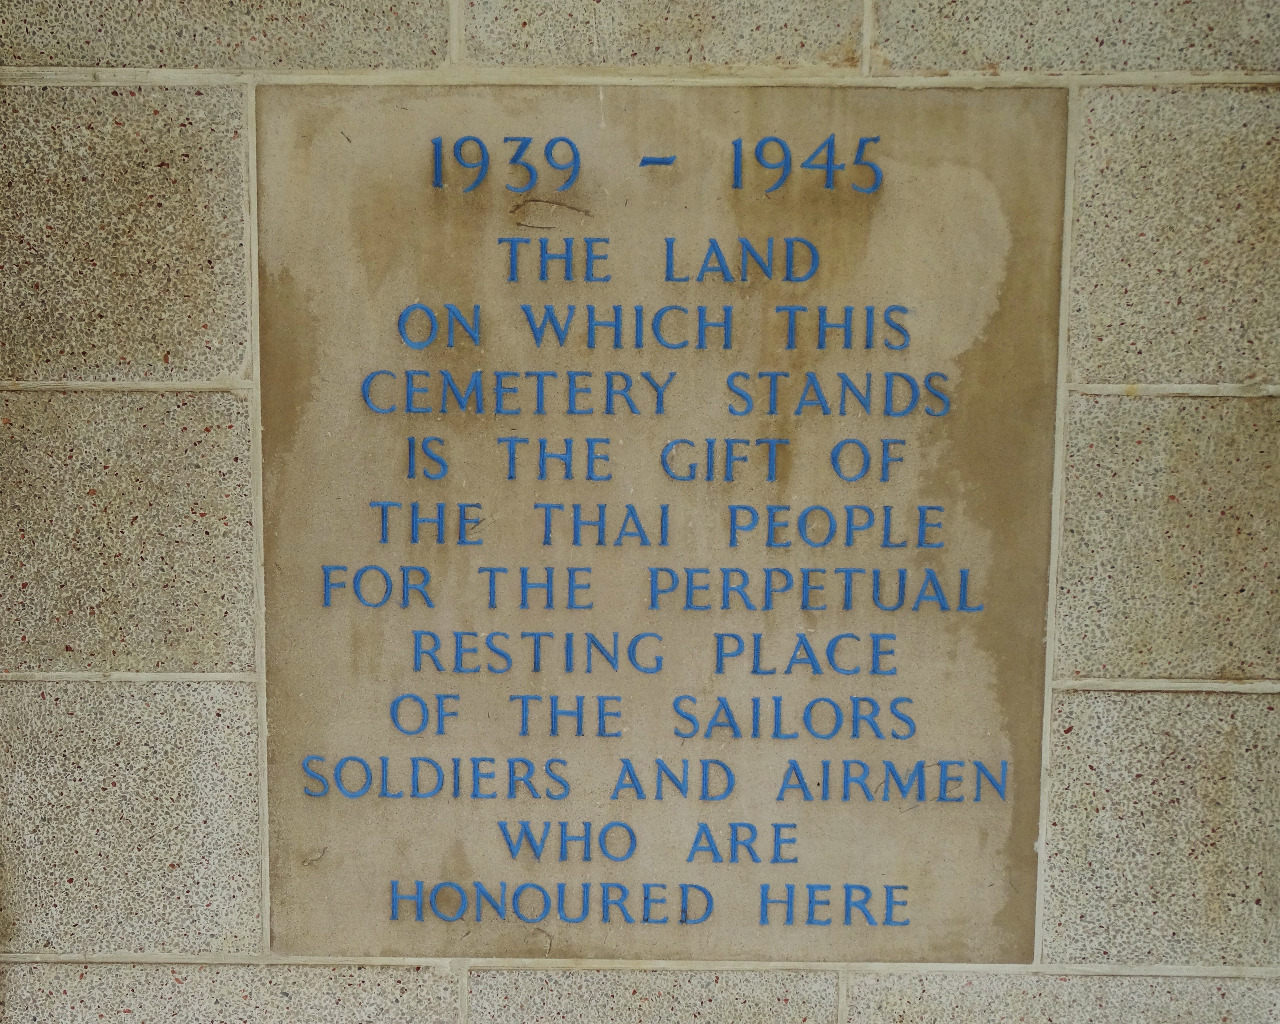 1939 - 1945
THE LAND
ON WHICH THIS
CEMETERY STANDS
IS THE GIFT OF
THE THAI PEOPLE
FOR THE PERPETUAL
RESTING PLACE
OF THE SAILORS
SOLDIERS AND AIRMEN
WHO ARE
HONOURED HERE